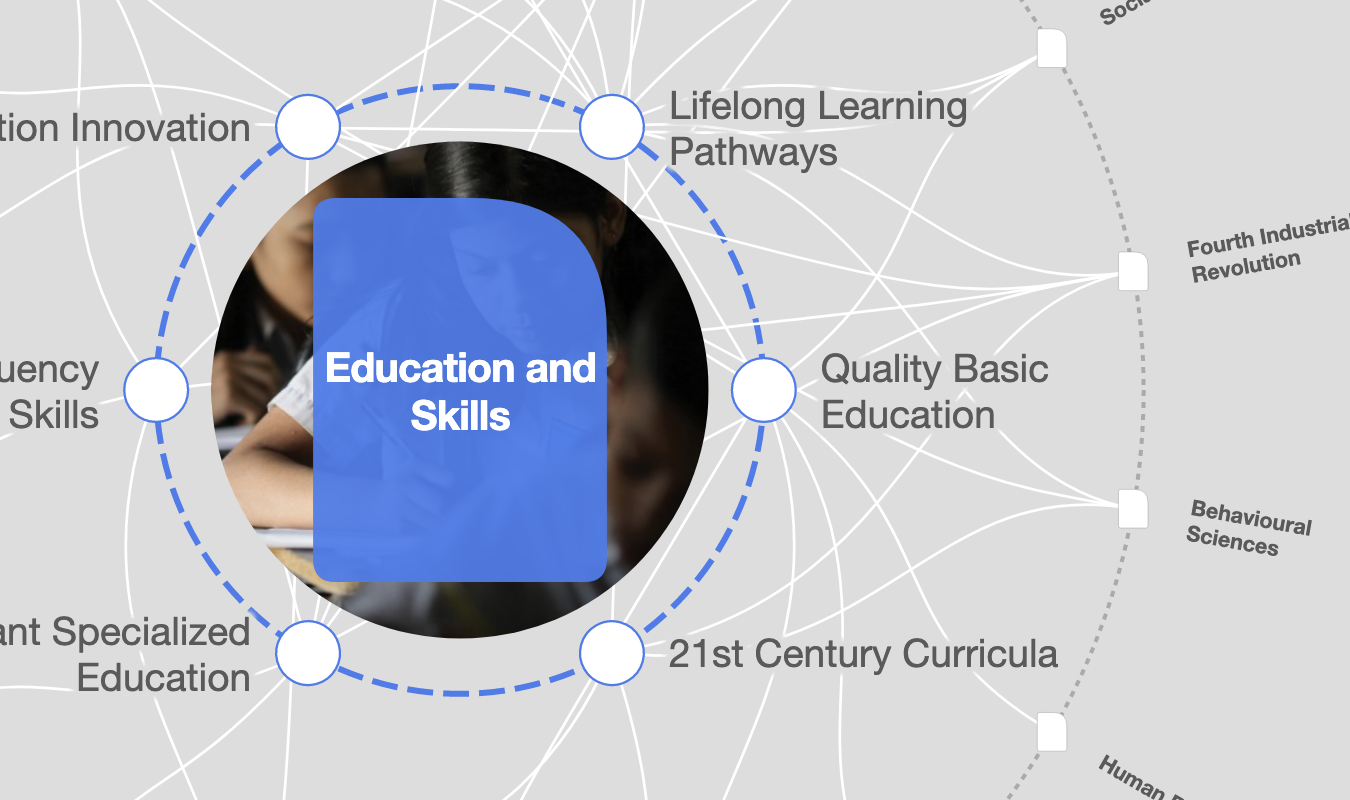 tion Innovation
Lifelong Learning
Pathways
Fourth Industrial
Revolution
uency
Skills
Education and
Skills
Quality Basic
Education
Behavioural
Sciences
ant Specialized
Education
21st Century Curricula
Human